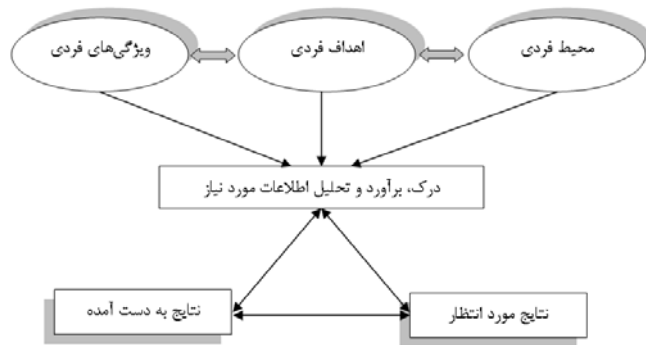 محیط فردی
اهداف فردی
ویژگی‌های فردی
درک، برآورد و تحلیل اطلاعات مورد نیاز
نتایج مورد انتظار
نتایج به دست آمده